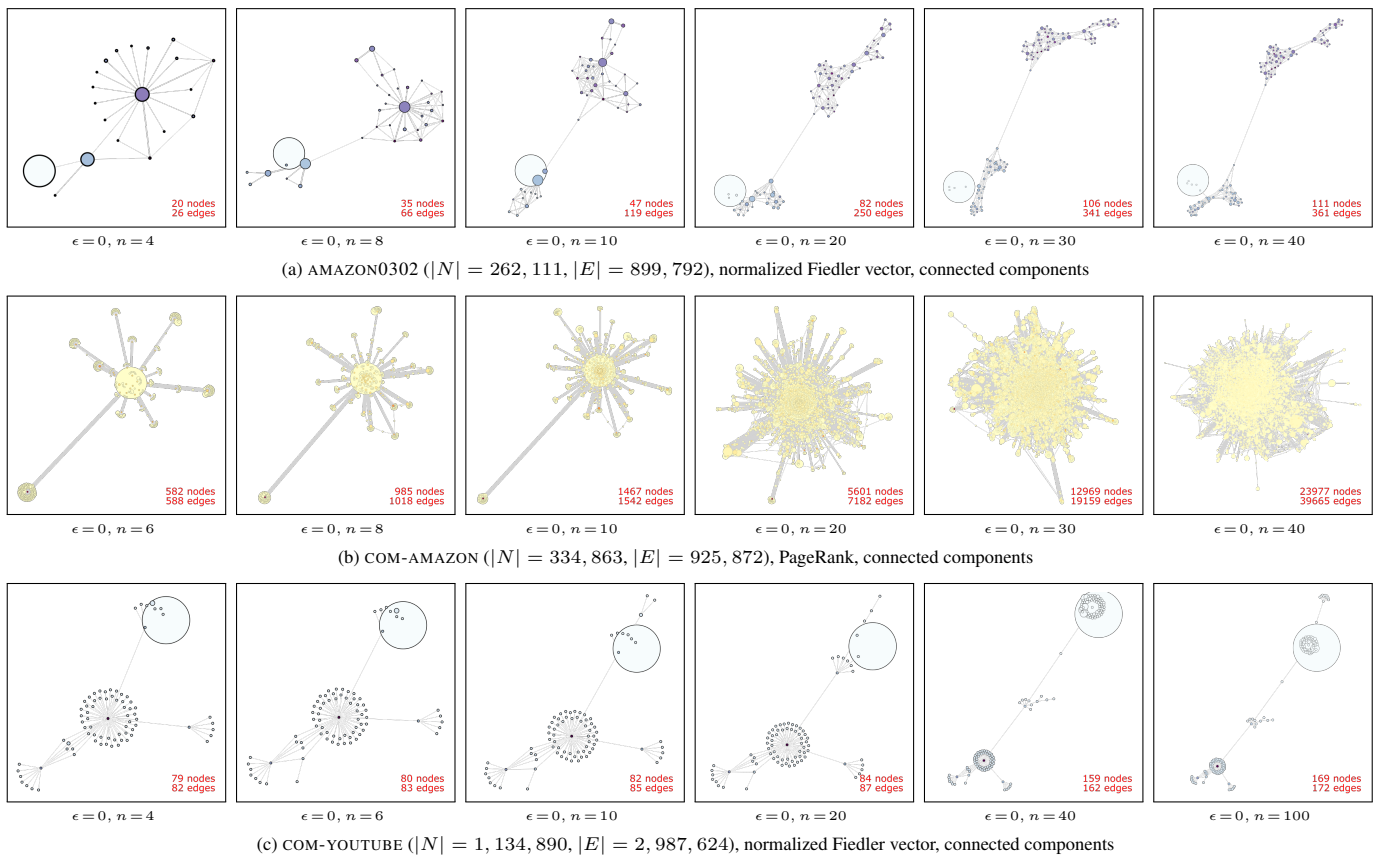 20 nodes
26 edges
35 nodes
66 edges
47 nodes
119 edges
82 nodes
250 edges
106 nodes
341 edges
111 nodes
361 edges
ϵ = 0, n = 4
ϵ = 0, n = 8
ϵ = 0, n = 10
ϵ = 0, n = 20
ϵ = 0, n = 30
ϵ = 0, n = 40
(a) AMAZON0302 (|N| = 262, 111, |E| = 899, 792), normalized Fiedler vector, connected components
582 nodes
588 edges
985 nodes
1018 edges
1467 nodes
1542 edges
5601 nodes
7182 edges
12969 nodes
19159 edges
23977 nodes
39665 edges
ϵ = 0, n = 6
ϵ = 0, n = 8
ϵ = 0, n = 10
ϵ = 0, n = 20
ϵ = 0, n = 30
ϵ = 0, n = 40
(b) COM-AMAZON (|N| = 334, 863, |E| = 925, 872), PageRank, connected components
79 nodes
82 edges
80 nodes
83 edges
82 nodes
85 edges
84 nodes
87 edges
159 nodes
162 edges
169 nodes
172 edges
ϵ = 0, n = 4
ϵ = 0, n = 6
ϵ = 0, n = 10
ϵ = 0, n = 20
ϵ = 0, n = 40
ϵ = 0, n = 100
(c) COM-YOUTUBE (|N| = 1, 134, 890, |E| = 2, 987, 624), normalized Fiedler vector, connected components